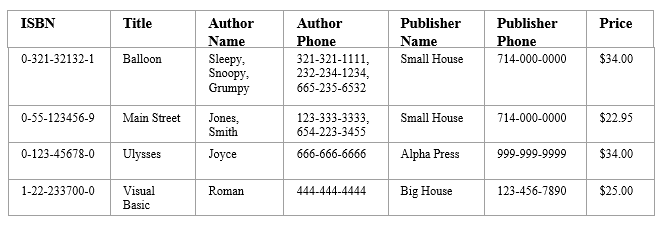 ISBN Title Author Name Author Phone Publisher Name Publisher Phone Price
0-321-32132-1 Balloon Sleepy, 321-321-1111, Small House 714-000-0000 $34.00
Snoopy, 232-234-1234,
Grumpy 665-235-6532
0-55-123456-9 Main Street Jones, 123-333-3333, Small House 714-000-0000 $22.95
Smith 654-223-3455
0-123-45678-0 Ulysses Joyce 666-666-6666 Alpha Press 999-999-9999 $34.00
1-22-233700-0 Visual Roman 444-444-4444 Big House 123-456-7890 $25.00
Basic